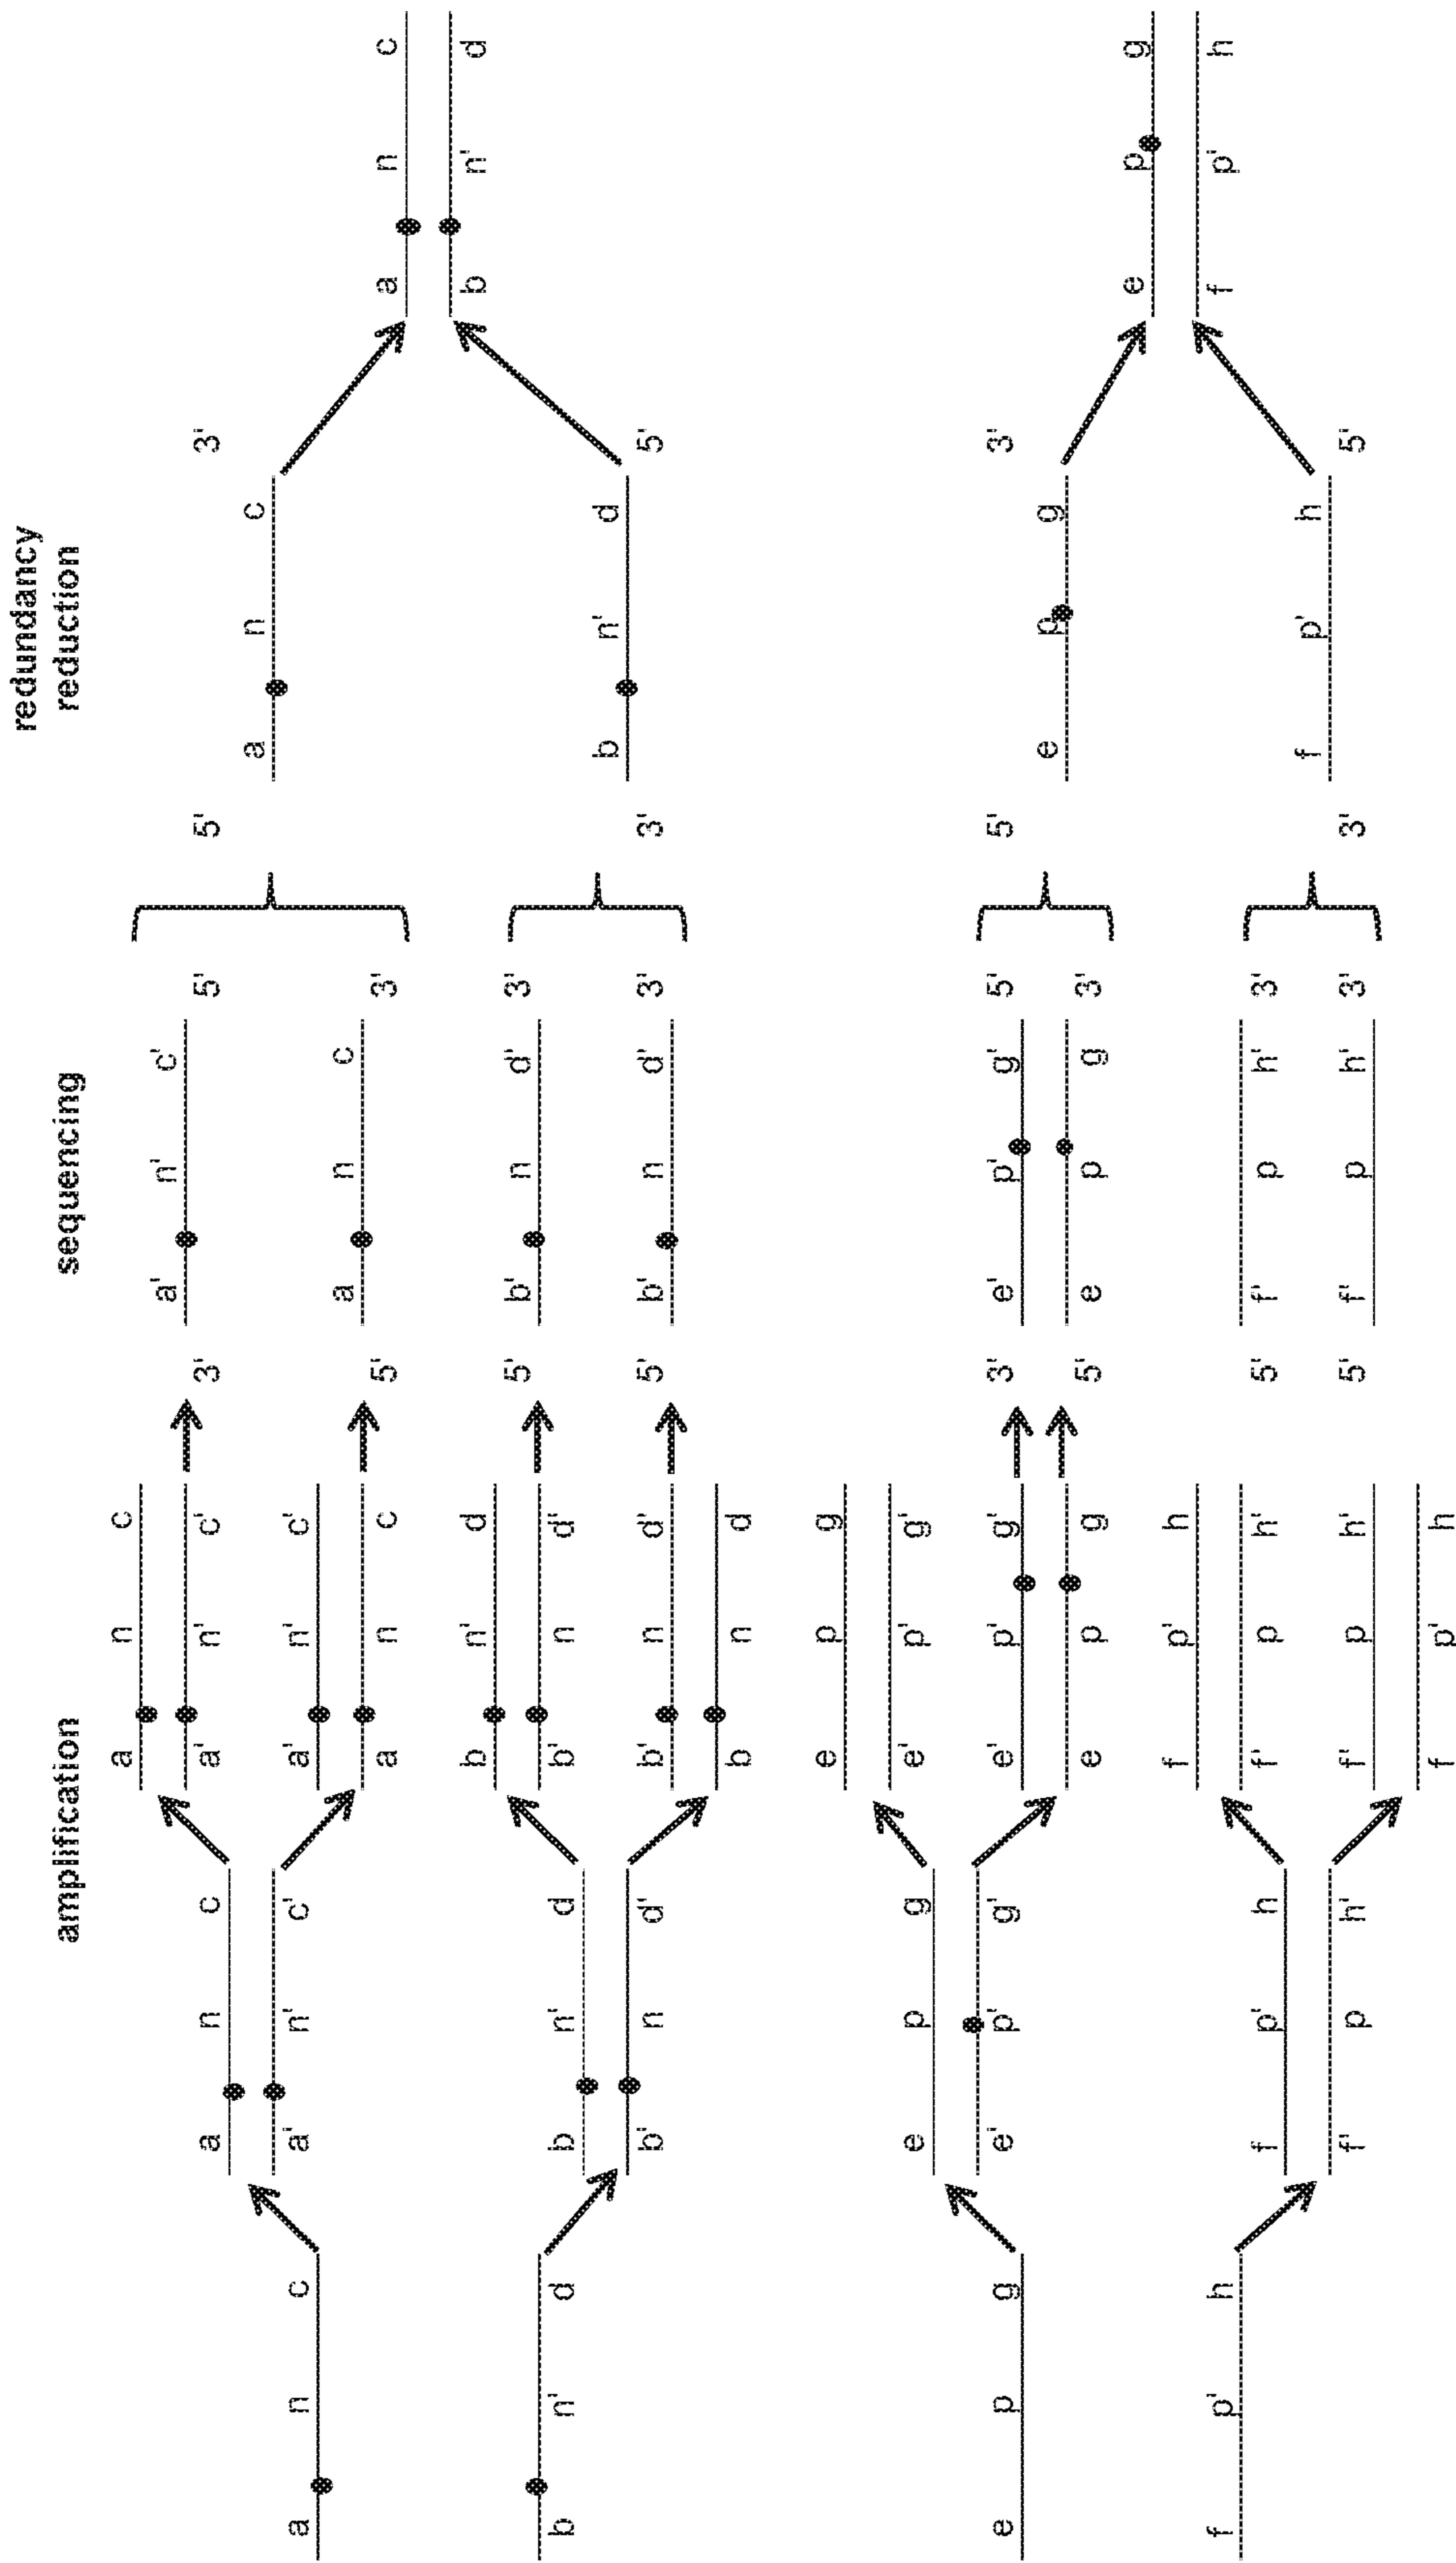 amplification
sequencing
redundancy
reduction
a n c
a' n' c'
a n c a' n' c' 3' 5' 5' 3'
a n c
a n c a' n' c' a' n' c'
a n c
a n c 5' 3' a n c
b n' d b n' d
5' b' n d' 3'
b n' d b n' d b' n d'
b n' d
b' n d' b' n d' 5' b' n d' 3' 3' 5'
b n d
e p g
e p g e' p' g'
e p g e' p' g' e' p' g' 3' e' p' g' 5' 5' 3'
e p g
e p g 5' e p g 3'
e p g
f p' h
f p' h f p' h
f p' h f' p h' 5' f' p h' 3'
f p' h
f' p h' f' p h' 5' f' p h' 3' 3' 5'
f p' h